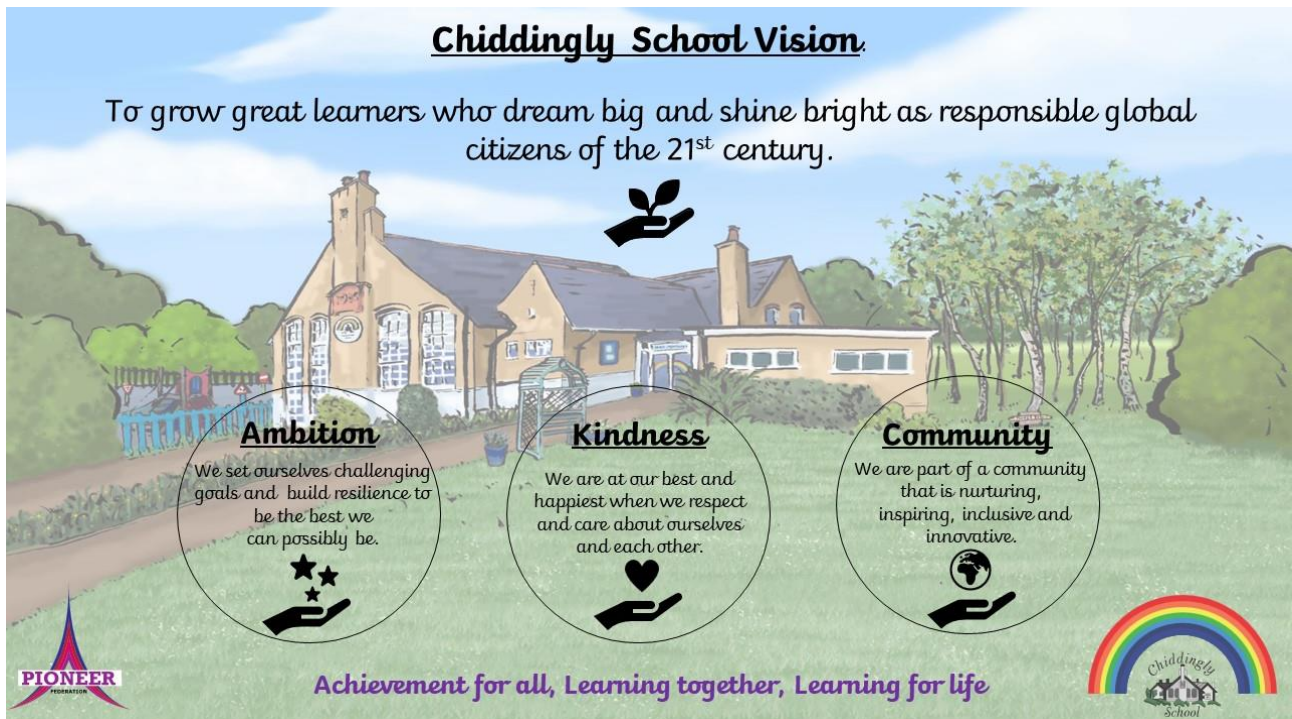 Chiddingly School Vision.
To grow great learners who dream big and shine bright as responsible global
citizens of the 21st century.
Ambition
We set ourselves challenging
goals and build resilience to
be the best we
can possibly be.
Kindness
We are at our best and
happiest when we respect
and care about ourselves
and each other.
Community
We are part of a community
that is nurturing,
inspiring, inclusive and
innovative.
PIONEER
FEDERATION
Achievement for all, Learning together, Learning for life
Chiddingly
School